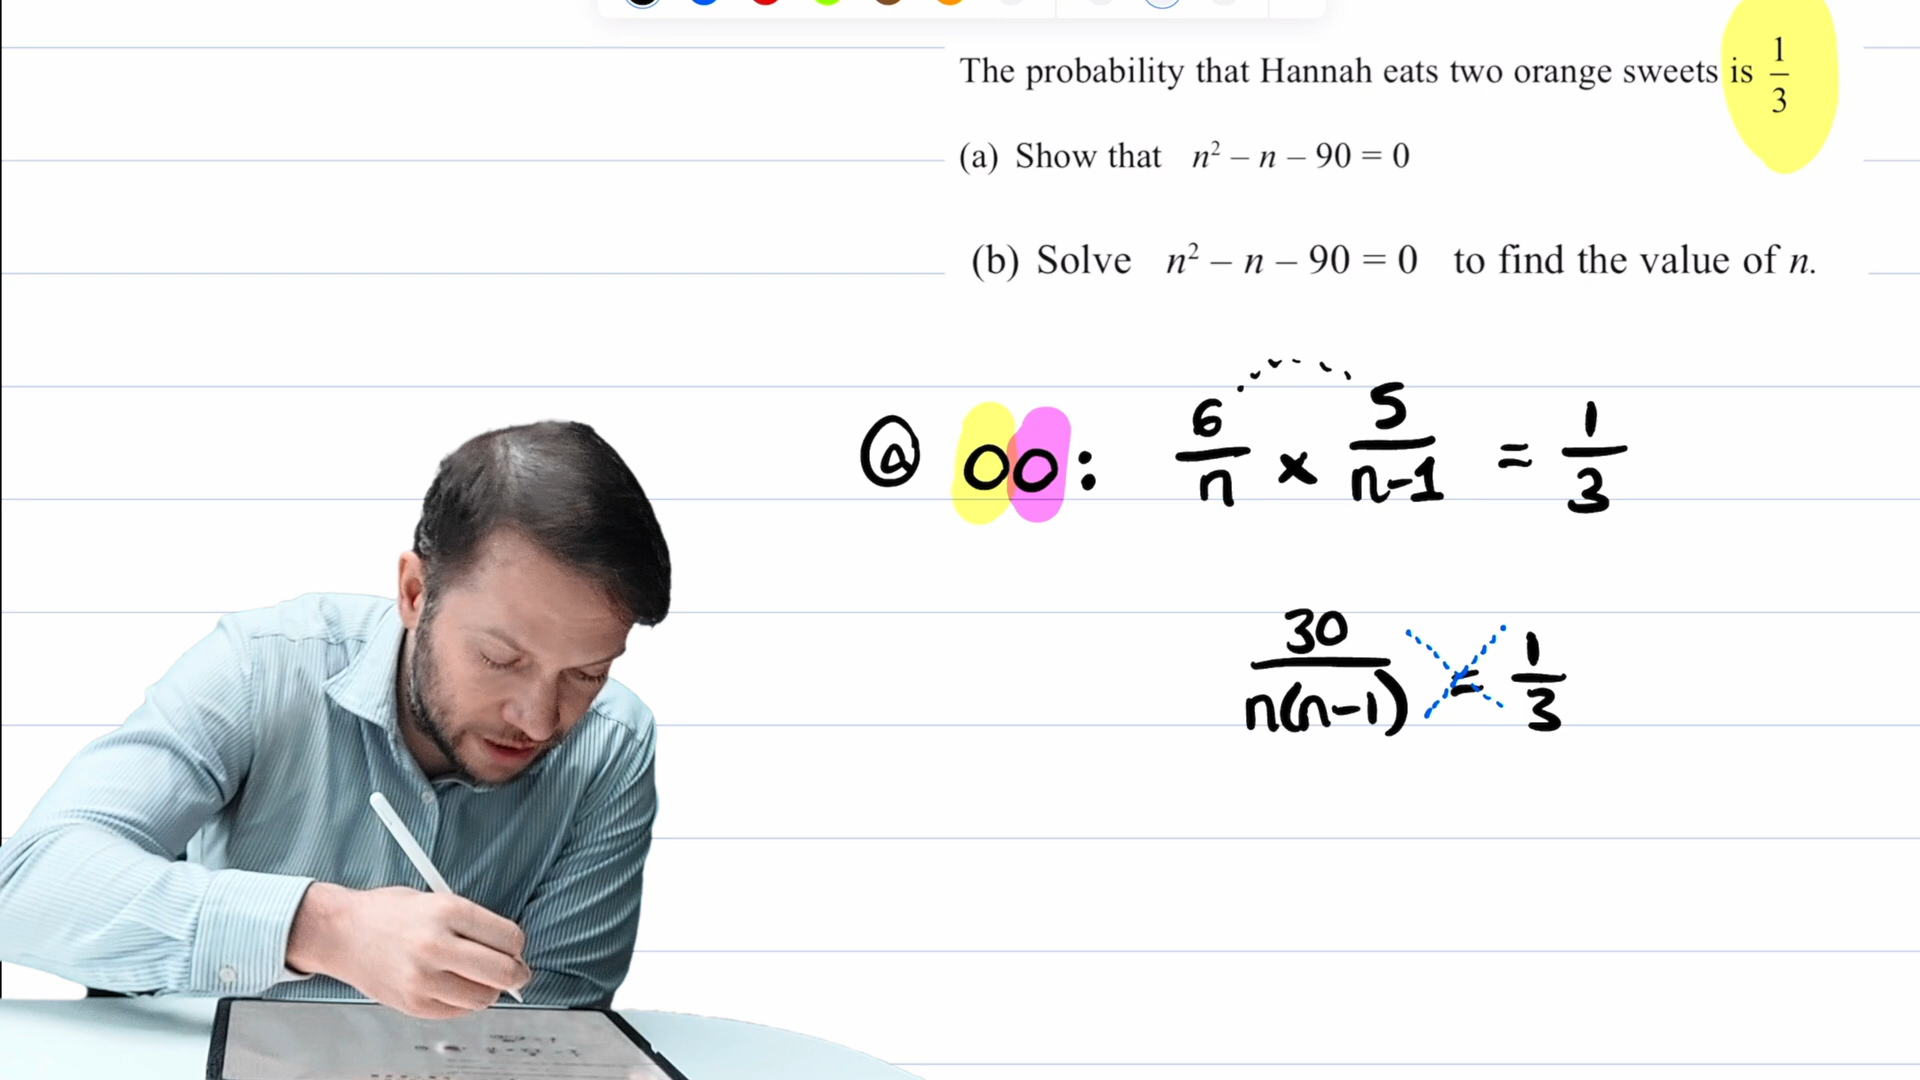 The probability that Hannah eats two orange sweets is 1/3
(a) Show that n² – n – 90 = 0
(b) Solve n² – n – 90 = 0 to find the value of n.
ⓐ OO: 6/n × 5/(n-1) = 1/3
30/n(n-1) = 1/3